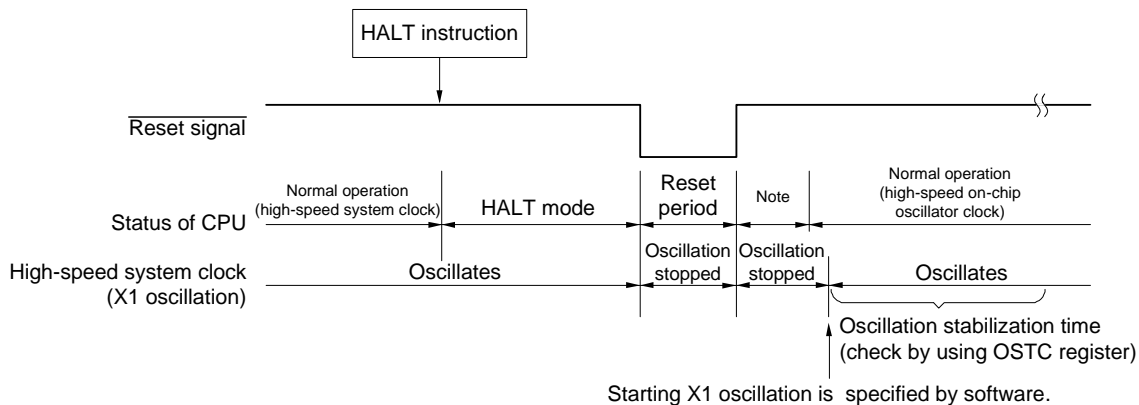 HALT instruction
Reset signal
Status of CPU
Normal operation
(high-speed system clock)
HALT mode
Reset
period
Note
Normal operation
(high-speed on-chip
oscillator clock)
High-speed system clock
(X1 oscillation)
Oscillates
Oscillation
stopped
Oscillation
stopped
Oscillates
Oscillation stabilization time
(check by using OSTC register)
Starting X1 oscillation is specified by software.